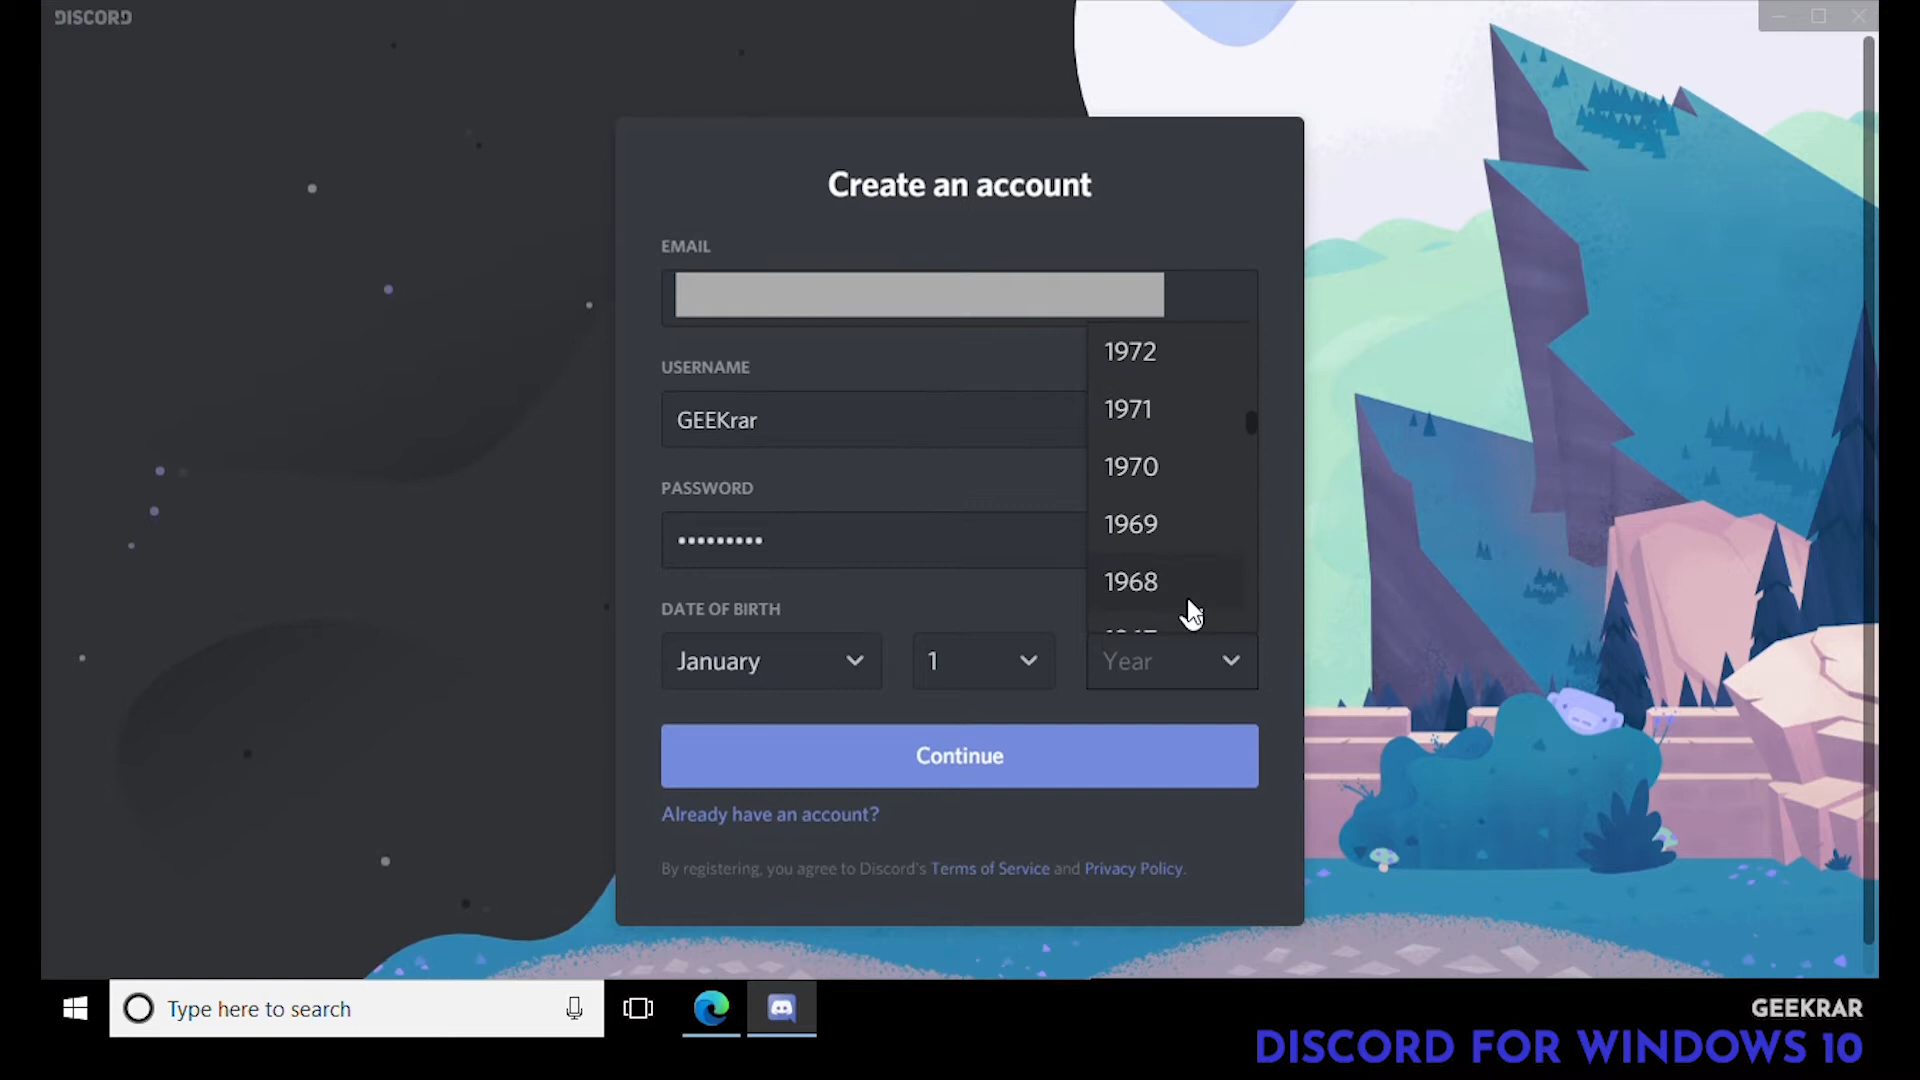 DISCORD
Create an account
EMAIL
USERNAME
GEEKrar
PASSWORD
1972
1971
1970
1969
1968
DATE OF BIRTH
January
1
Year
Continue
Already have an account?
By registering, you agree to Discord's Terms of Service and Privacy Policy.
Type here to search
GEEKRAR
DISCORD FOR WINDOWS 10